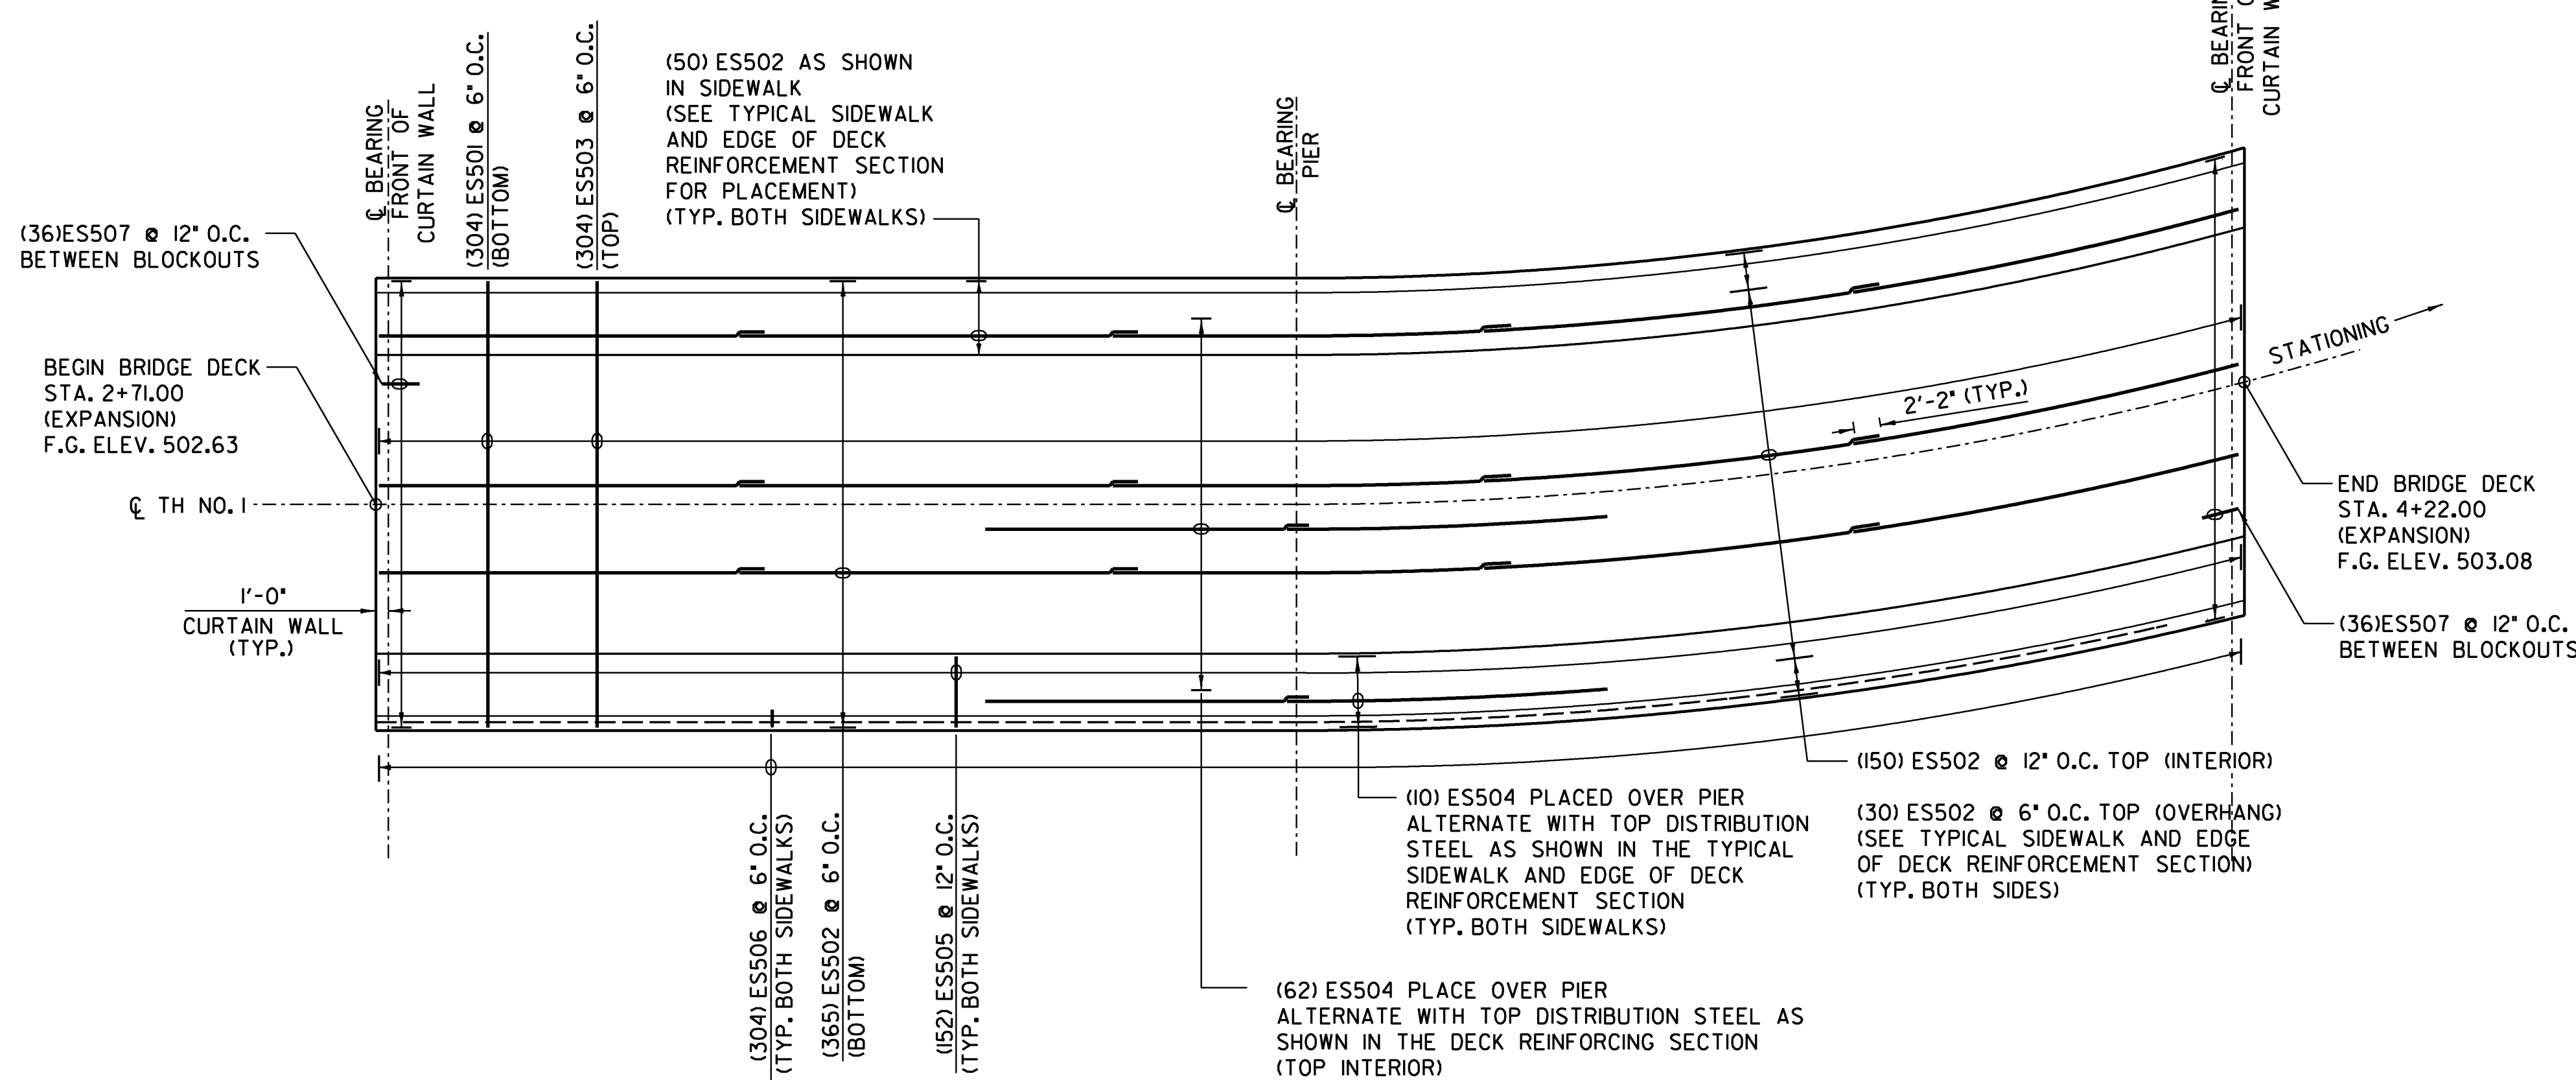 (36)ES507 @ 12" O.C.
BETWEEN BLOCKOUTS
BEGIN BRIDGE DECK
STA. 2+71.00
(EXPANSION)
F.G. ELEV. 502.63
℄ TH NO. 1
1'-0"
CURTAIN WALL
(TYP.)
℄ BEARING
FRONT OF
CURTAIN WALL
(304) ES501 @ 6" O.C.
(BOTTOM)
(304) ES503 @ 6" O.C.
(TOP)
(50) ES502 AS SHOWN
IN SIDEWALK
(SEE TYPICAL SIDEWALK
AND EDGE OF DECK
REINFORCEMENT SECTION
FOR PLACEMENT)
(TYP. BOTH SIDEWALKS)
℄ BEARING
PIER
℄ BEARIN
FRONT
CURTAIN
STATIONING
2'-2" (TYP.)
END BRIDGE DECK
STA. 4+22.00
(EXPANSION)
F.G. ELEV. 503.08
(36)ES507 @ 12" O.C.
BETWEEN BLOCKOUTS
(150) ES502 @ 12" O.C. TOP (INTERIOR)
(30) ES502 @ 6" O.C. TOP (OVERHANG)
(SEE TYPICAL SIDEWALK AND EDGE
OF DECK REINFORCEMENT SECTION)
(TYP. BOTH SIDES)
(10) ES504 PLACED OVER PIER
ALTERNATE WITH TOP DISTRIBUTION
STEEL AS SHOWN IN THE TYPICAL
SIDEWALK AND EDGE OF DECK
REINFORCEMENT SECTION
(TYP. BOTH SIDEWALKS)
(62) ES504 PLACE OVER PIER
ALTERNATE WITH TOP DISTRIBUTION STEEL AS
SHOWN IN THE DECK REINFORCING SECTION
(TOP INTERIOR)
(304) ES506 @ 6" O.C.
(TYP. BOTH SIDEWALKS)
(365) ES502 @ 6" O.C.
(BOTTOM)
(152) ES505 @ 12" O.C.
(TYP. BOTH SIDEWALKS)